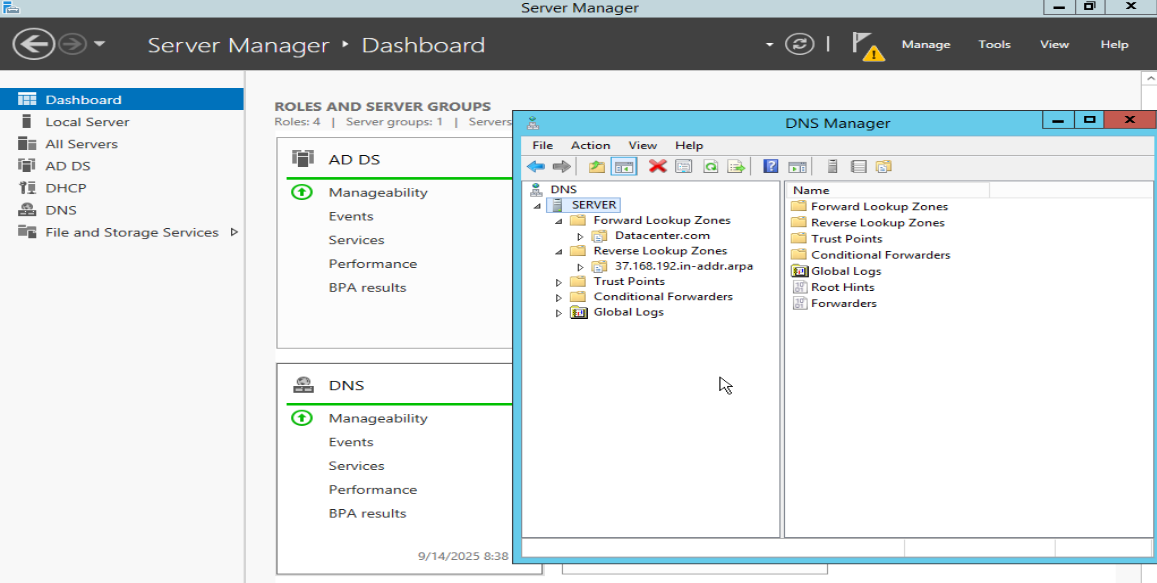 Server Manager
Server Manager ‣ Dashboard
Manage Tools View Help
Dashboard
Local Server
All Servers
AD DS
DHCP
DNS
File and Storage Services
ROLES AND SERVER GROUPS
Roles: 4 | Server groups: 1 | Servers
AD DS
Manageability
Events
Services
Performance
BPA results
DNS
Manageability
Events
Services
Performance
BPA results
9/14/2025 8:38
DNS Manager
File Action View Help
DNS
SERVER
Forward Lookup Zones
Datacenter.com
Reverse Lookup Zones
37.168.192.in-addr.arpa
Trust Points
Conditional Forwarders
Global Logs
Name
Forward Lookup Zones
Reverse Lookup Zones
Trust Points
Conditional Forwarders
Global Logs
Root Hints
Forwarders